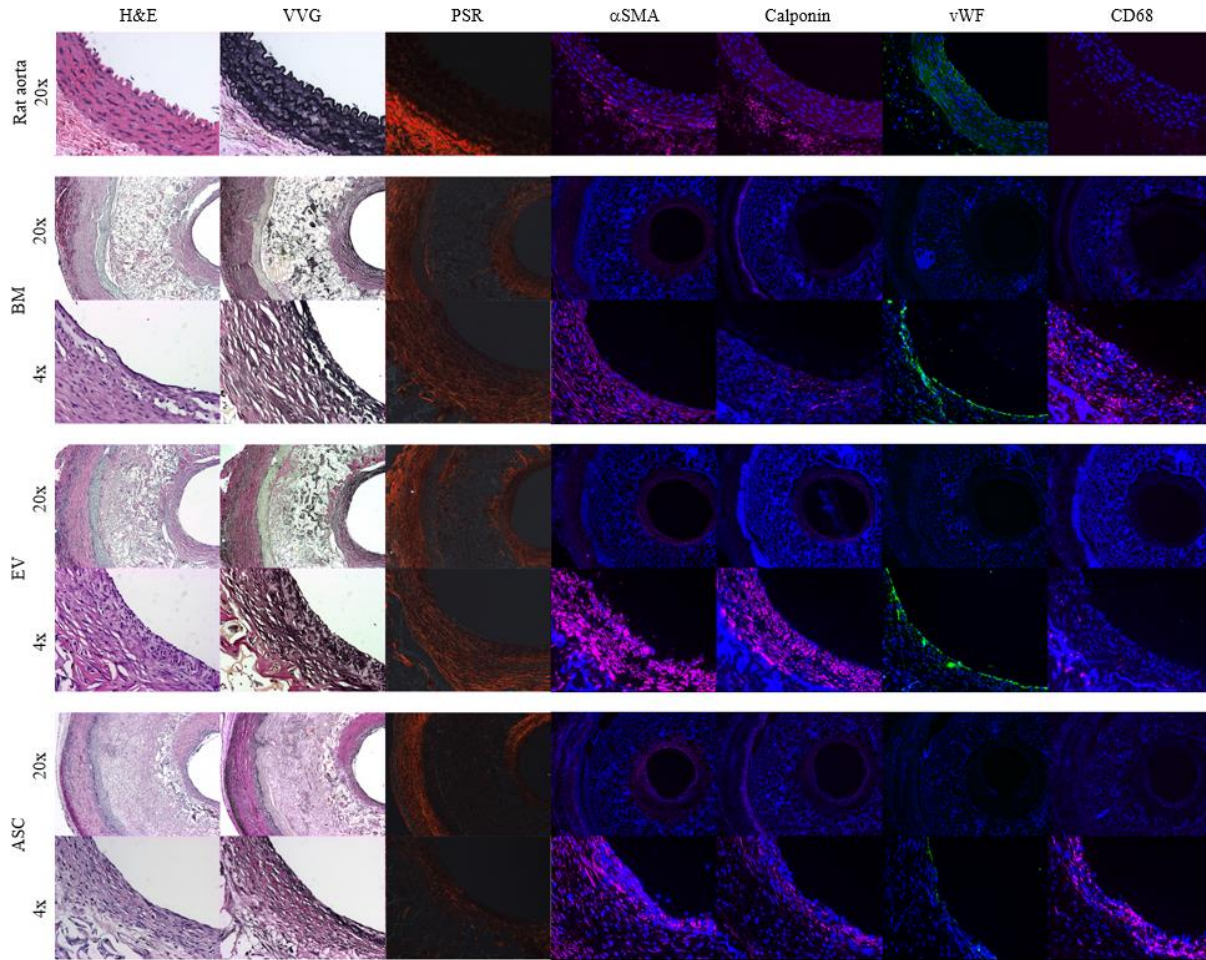 H&E VVG PSR αSMA Calponin vWF CD68
Rat aorta
20x
BM
20x
4x
EV
20x
4x
ASC
20x
4x